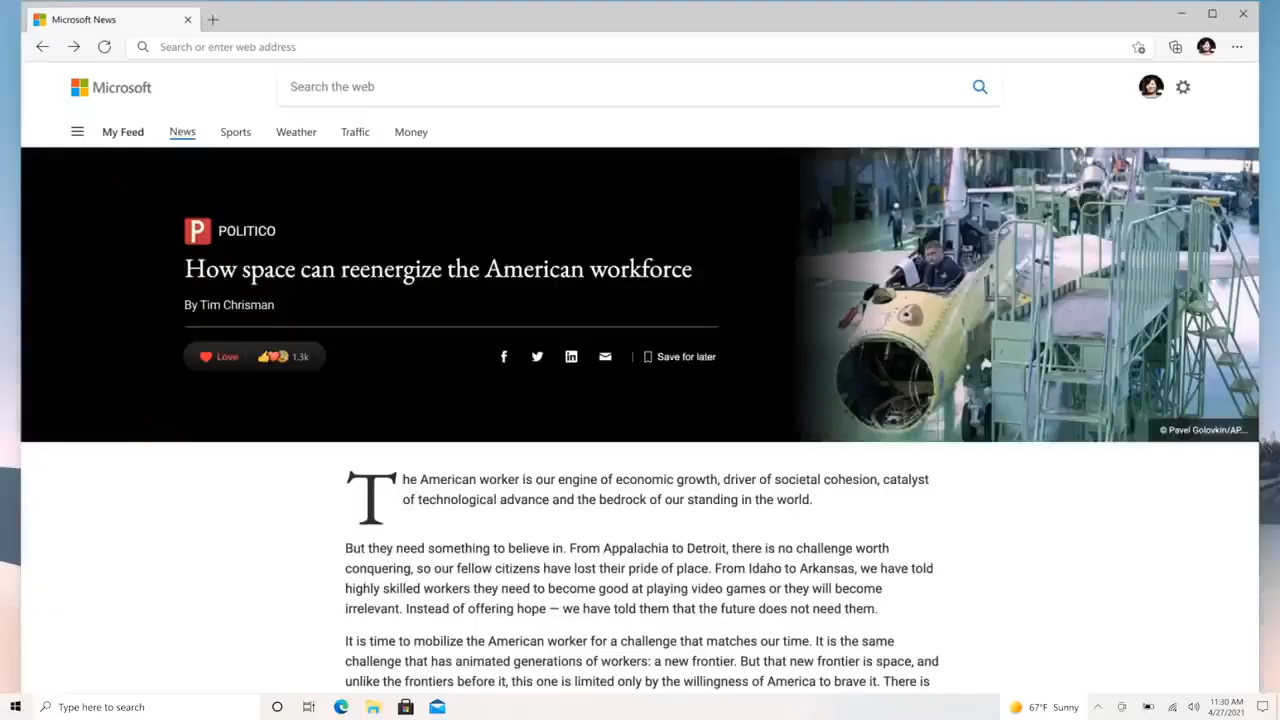 Microsoft News
Search or enter web address
Microsoft
Search the web
My Feed News Sports Weather Traffic Money
P POLITICO
How space can reenergize the American workforce
By Tim Chrisman
Love 1.3k
Save for later
© Pavel Golovkin/AP...
The American worker is our engine of economic growth, driver of societal cohesion, catalyst
of technological advance and the bedrock of our standing in the world.
But they need something to believe in. From Appalachia to Detroit, there is no challenge worth
conquering, so our fellow citizens have lost their pride of place. From Idaho to Arkansas, we have told
highly skilled workers they need to become good at playing video games or they will become
irrelevant. Instead of offering hope — we have told them that the future does not need them.
It is time to mobilize the American worker for a challenge that matches our time. It is the same
challenge that has animated generations of workers: a new frontier. But that new frontier is space, and
unlike the frontiers before it, this one is limited only by the willingness of America to brave it. There is
Type here to search
67°F Sunny
11:30 AM
4/27/2021